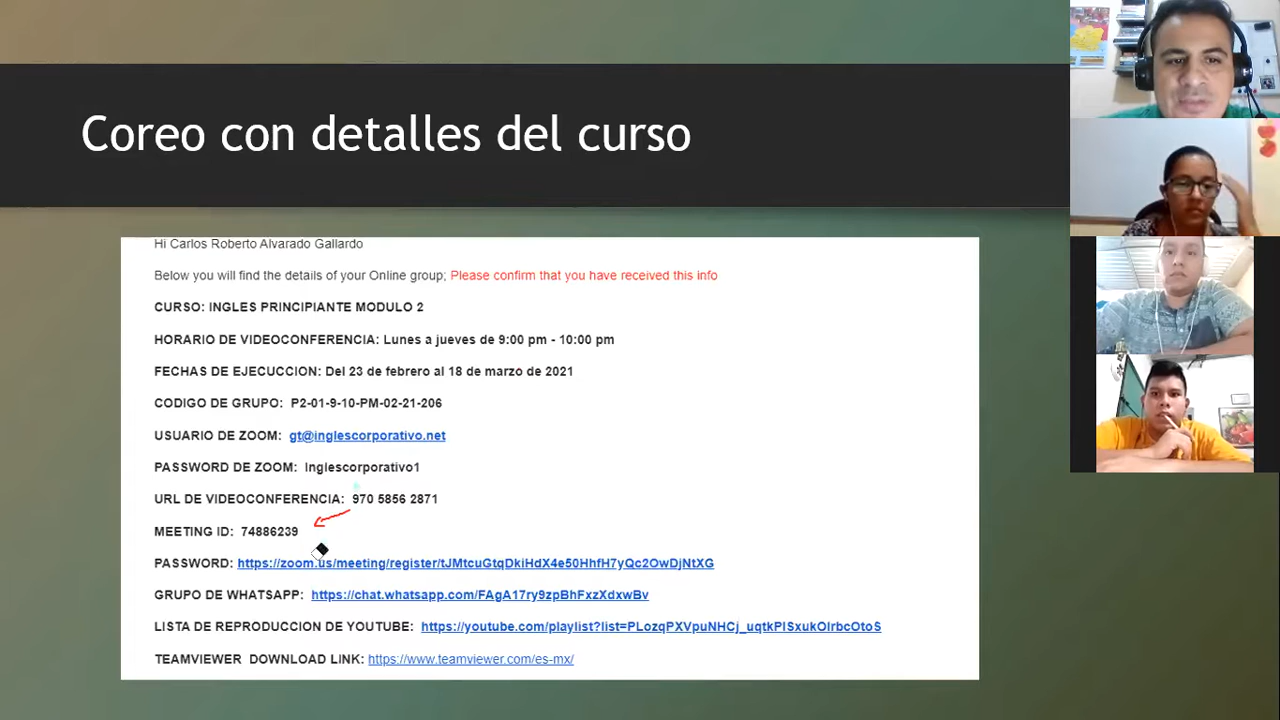 Coreo con detalles del curso
Hi Carlos Roberto Alvarado Gallardo
Below you will find the details of your Online group. Please confirm that you have received this info
CURSO: INGLES PRINCIPIANTE MODULO 2
HORARIO DE VIDEOCONFERENCIA: Lunes a jueves de 9:00 pm - 10:00 pm
FECHAS DE EJECUCCION: Del 23 de febrero al 18 de marzo de 2021
CODIGO DE GRUPO: P2-01-9-10-PM-02-21-206
USUARIO DE ZOOM: gt@inglescorporativo.net
PASSWORD DE ZOOM: Inglescorporativo1
URL DE VIDEOCONFERENCIA: 970 5856 2871
MEETING ID: 74886239
PASSWORD: https://zoom.us/meeting/register/tJMtcuGtqDkiHdX4e50HhfH7yQc2OwDjNtXG
GRUPO DE WHATSAPP: https://chat.whatsapp.com/FAgA17ry9zpBhFxzXdxwBv
LISTA DE REPRODUCCION DE YOUTUBE: https://youtube.com/playlist?list=PLozqPXVpuNHCj_uqtkPISxukOlrbcOtoS
TEAMVIEWER DOWNLOAD LINK: https://www.teamviewer.com/es-mx/